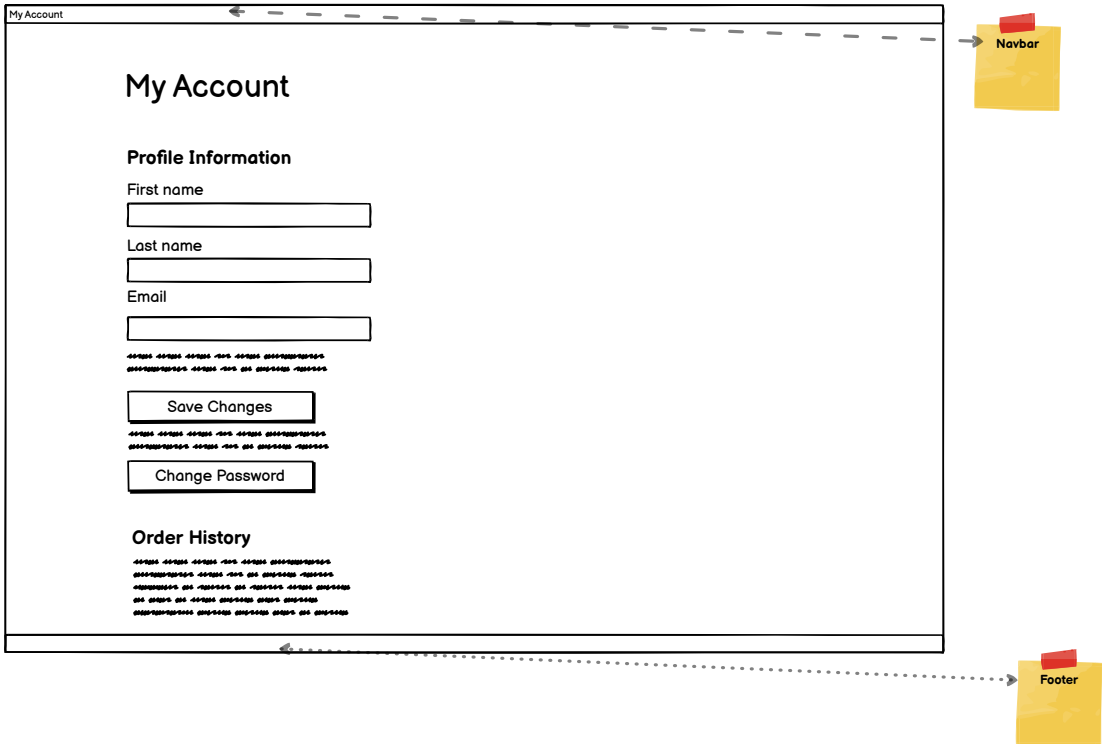 My Account
Navbar
My Account
Profile Information
First name
Last name
Email
Save Changes
Change Password
Order History
Footer